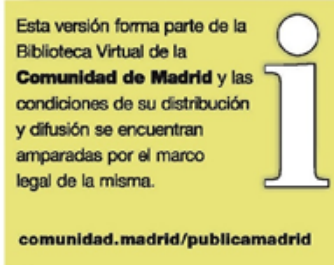 Esta versión forma parte de la
Biblioteca Virtual de la
Comunidad de Madrid y las
condiciones de su distribución
y difusión se encuentran
amparadas por el marco
legal de la misma.
i
comunidad.madrid/publicamadrid